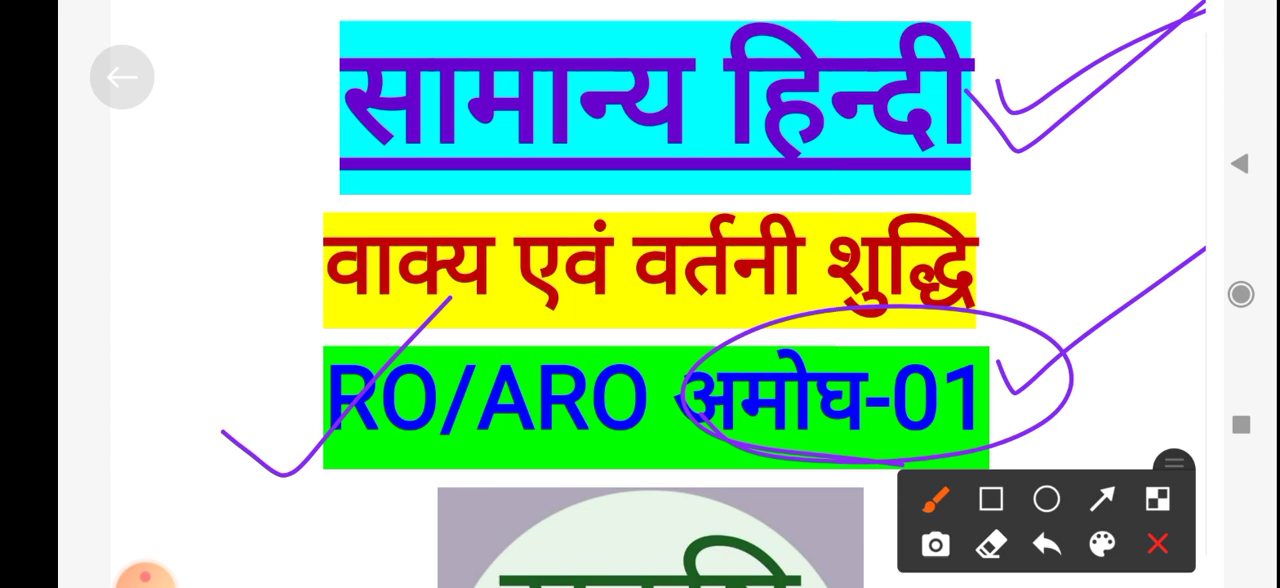 सामान्य हिन्दी
वाक्य एवं वर्तनी शुद्धि
RO/ARO अमोघ-01